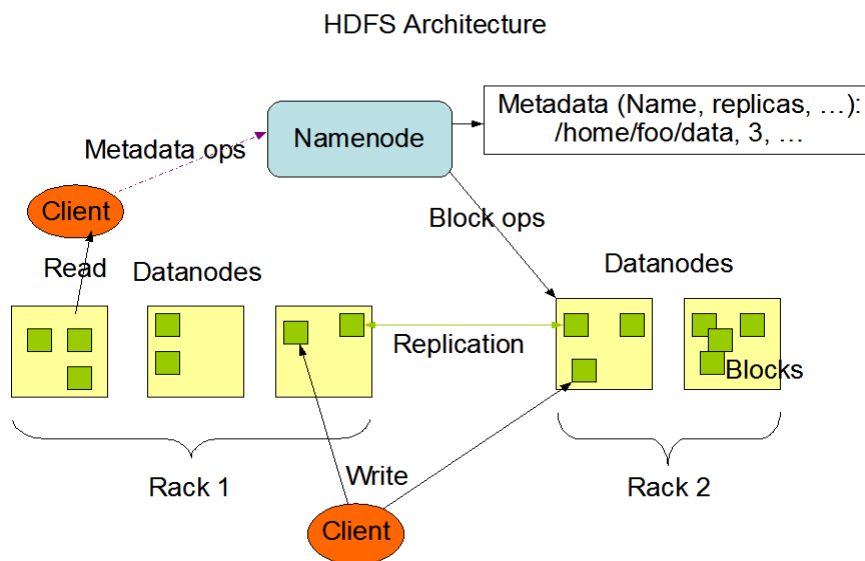 HDFS Architecture
Metadata (Name, replicas, …):
/home/foo/data, 3, …
Namenode
Metadata ops
Client
Block ops
Read
Datanodes
Datanodes
Replication
Blocks
Rack 1
Write
Rack 2
Client